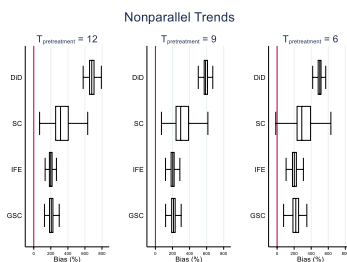 Nonparallel Trends
Tpretreatment = 12
Tpretreatment = 9
Tpretreatment = 6
DiD
SC
IFE
GSC
0 200 400 600 800
Bias (%)
DiD
SC
IFE
GSC
0 200 400 600 800
Bias (%)
DiD
SC
IFE
GSC
0 200 400 600 800
Bias (%)